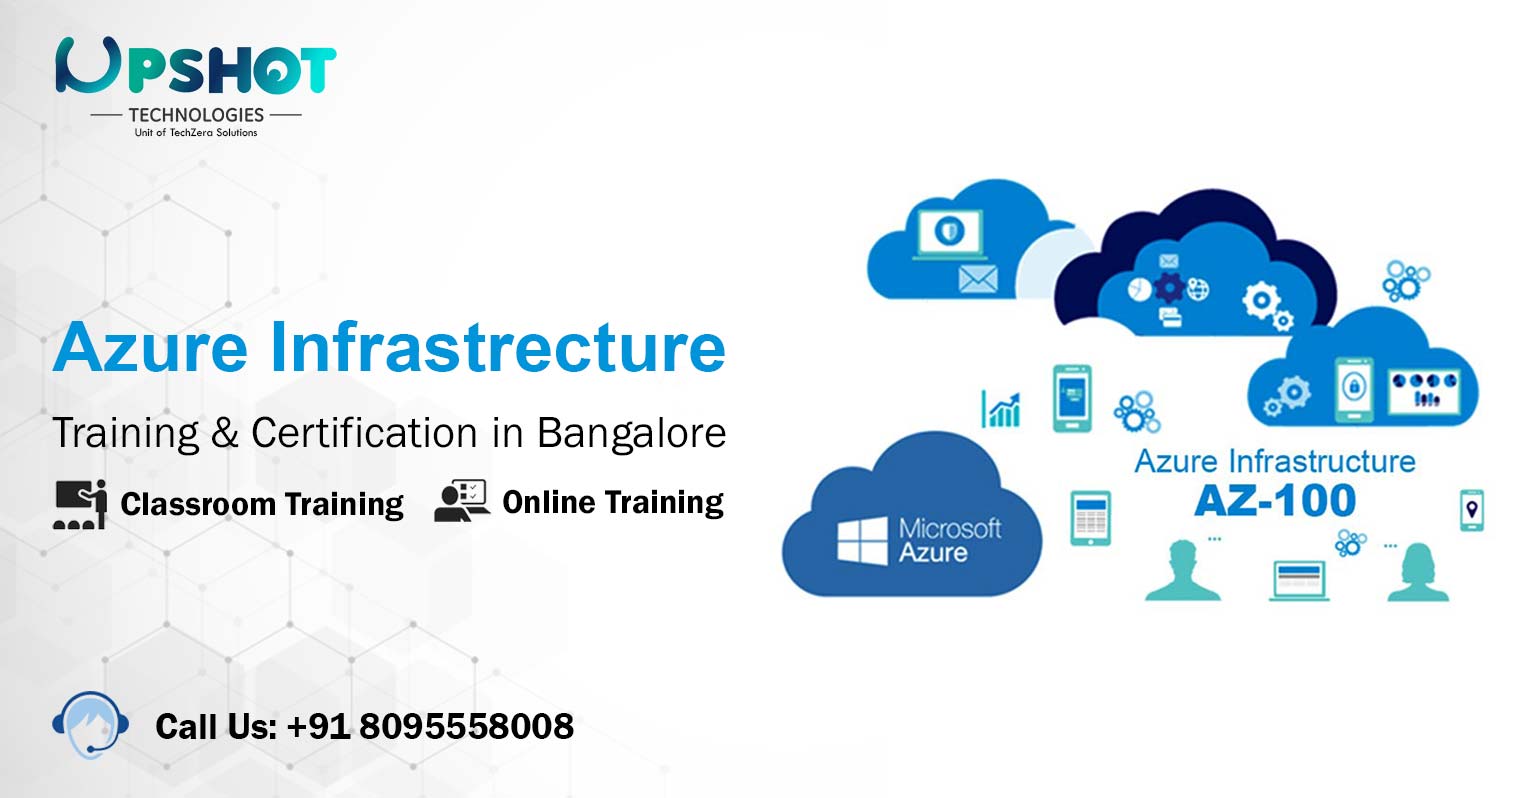 UPSHOT
TECHNOLOGIES
Unit of TechZera Solutions
Azure Infrastrecture
Training & Certification in Bangalore
Classroom Training
Online Training
Call Us: +91 8095558008
Microsoft
Azure
Azure Infrastructure
AZ-100